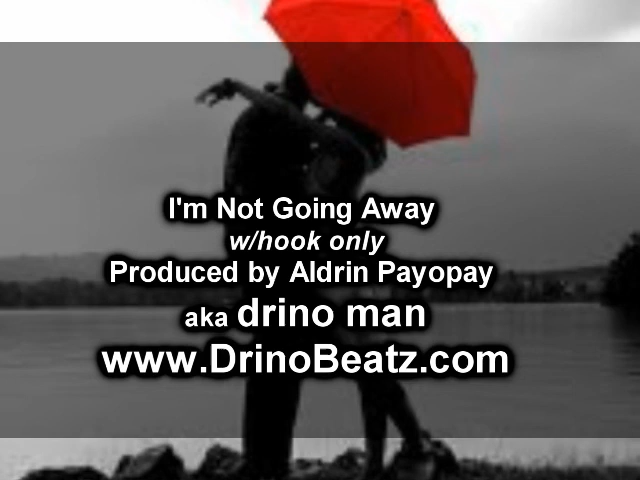 I'm Not Going Away
w/hook only
Produced by Aldrin Payopay
aka drino man
www.DrinoBeatz.com